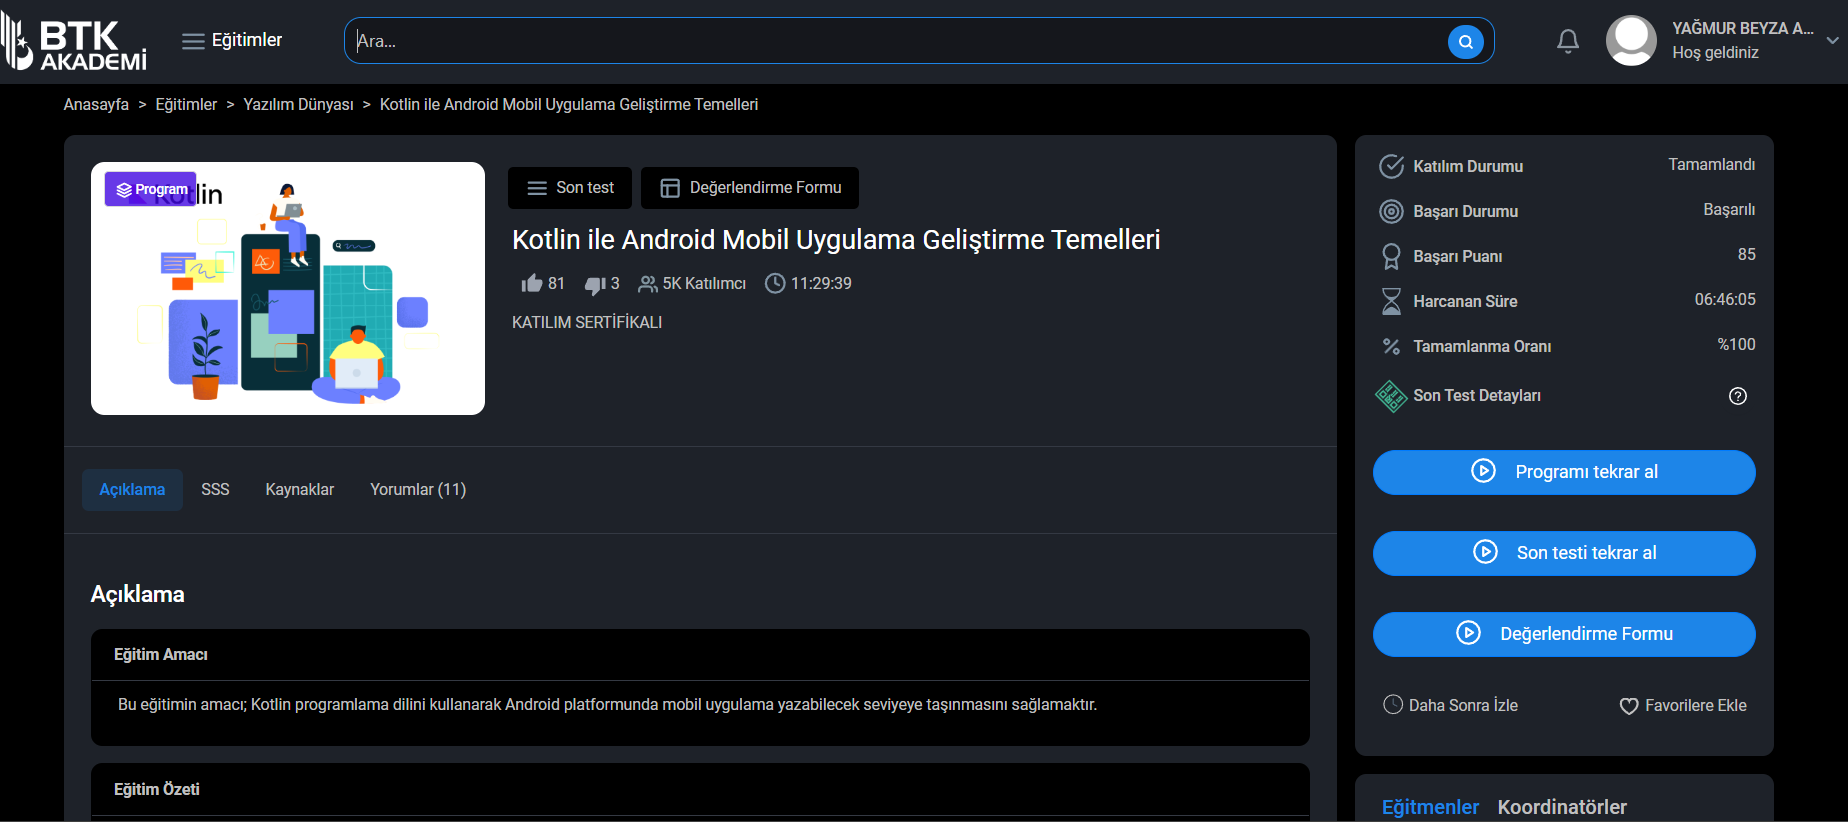 BTK
AKADEMİ
Eğitimler
Ara...
YAĞMUR BEYZA A...
Hoş geldiniz
Anasayfa > Eğitimler > Yazılım Dünyası > Kotlin ile Android Mobil Uygulama Geliştirme Temelleri
Program
Kotlin
Son test
Değerlendirme Formu
Kotlin ile Android Mobil Uygulama Geliştirme Temelleri
81 3 5K Katılımcı 11:29:39
KATILIM SERTİFİKALI
Açıklama SSS Kaynaklar Yorumlar (11)
Açıklama
Eğitim Amacı
Bu eğitimin amacı; Kotlin programlama dilini kullanarak Android platformunda mobil uygulama yazabilecek seviyeye taşınmasını sağlamaktır.
Eğitim Özeti
Katılım Durumu Tamamlandı
Başarı Durumu Başarılı
Başarı Puanı 85
Harcanan Süre 06:46:05
Tamamlanma Oranı %100
Son Test Detayları
Programı tekrar al
Son testi tekrar al
Değerlendirme Formu
Daha Sonra İzle Favorilere Ekle
Eğitmenler Koordinatörler